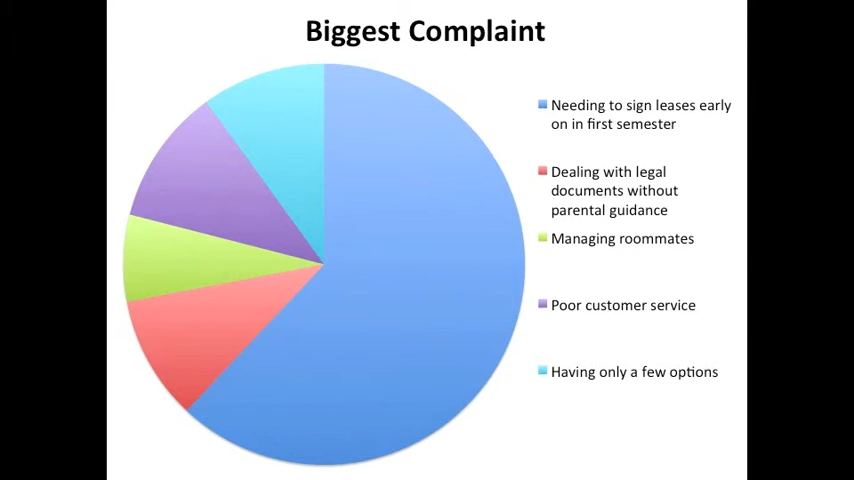 Biggest Complaint
Needing to sign leases early
on in first semester
Dealing with legal
documents without
parental guidance
Managing roommates
Poor customer service
Having only a few options